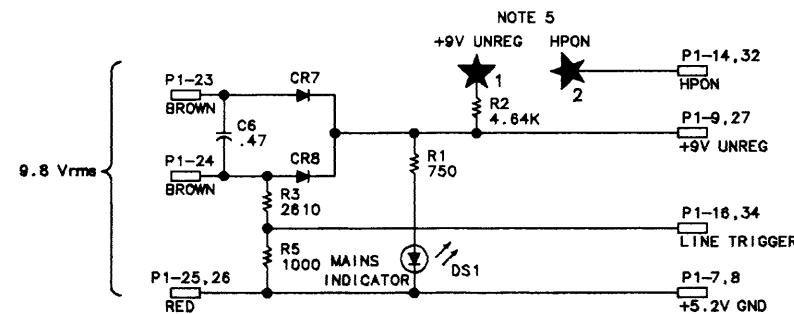 NOTE 5
+9V UNREG HPON
P1-14,32
HPON
1
2
P1-23
BROWN
CR7
R2
4.64K
P1-9,27
+9V UNREG
C6
.47
R1
750
9.8 Vrms
P1-24
BROWN
CR8
R3
2610
P1-16,34
LINE TRIGGER
R5
1000
MAINS
INDICATOR
DS1
P1-25,26
RED
P1-7,8
+5.2V GND